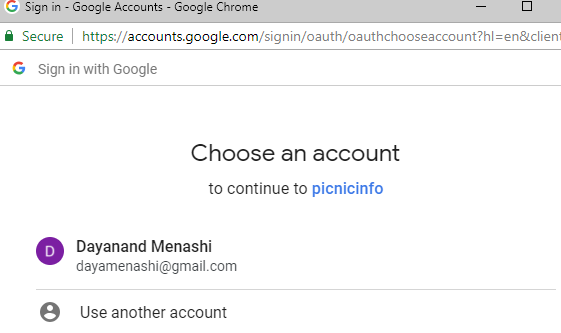 Sign in - Google Accounts - Google Chrome
Secure | https://accounts.google.com/signin/oauth/oauthchooseaccount?hl=en&client
Sign in with Google
Choose an account
to continue to picnicinfo
D
Dayanand Menashi
dayamenashi@gmail.com
Use another account